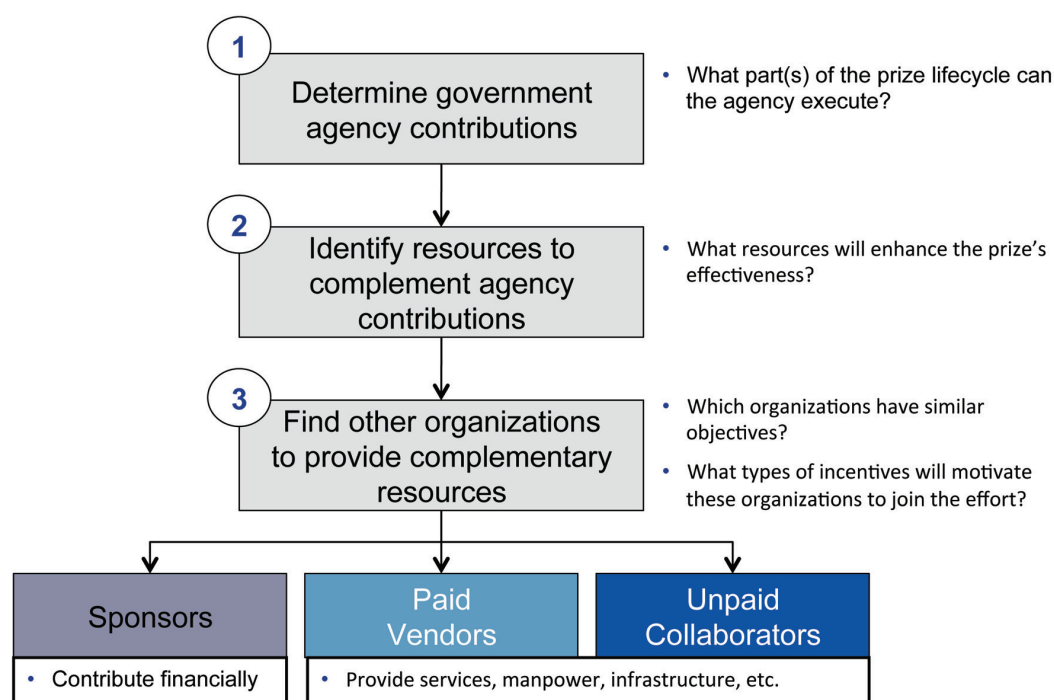 1
Determine government
agency contributions
• What part(s) of the prize lifecycle can
the agency execute?
2
Identify resources to
complement agency
contributions
• What resources will enhance the prize's
effectiveness?
3
Find other organizations
to provide complementary
resources
• Which organizations have similar
objectives?
• What types of incentives will motivate
these organizations to join the effort?
Sponsors
Paid
Vendors
Unpaid
Collaborators
• Contribute financially
• Provide services, manpower, infrastructure, etc.